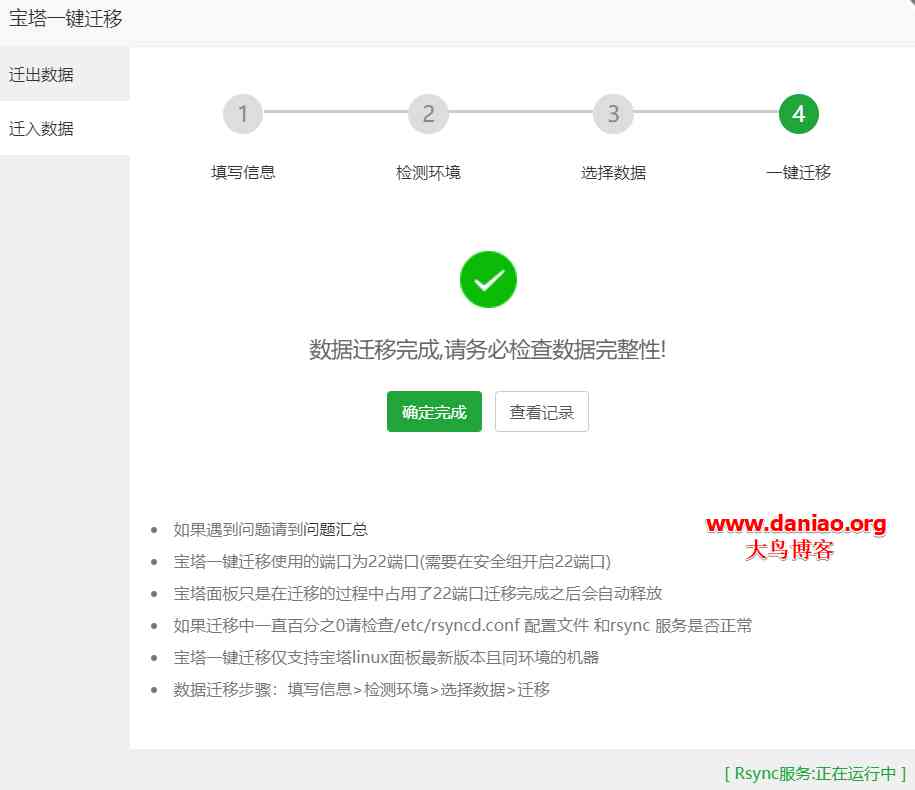 宝塔一键迁移
迁出数据
迁入数据
1 2 3 4
填写信息 检测环境 选择数据 一键迁移
数据迁移完成,请务必检查数据完整性!
确定完成 查看记录
如果遇到问题请到问题汇总
宝塔一键迁移使用的端口为22端口(需要在安全组开启22端口)
宝塔面板只是在迁移的过程中占用了22端口迁移完成之后会自动释放
如果迁移中一直百分之0请检查/etc/rsyncd.conf 配置文件 和rsync 服务是否正常
宝塔一键迁移仅支持宝塔linux面板最新版本且同环境的机器
数据迁移步骤：填写信息>检测环境>选择数据>迁移
www.daniao.org
大鸟博客
[ Rsync服务:正在运行中 ]